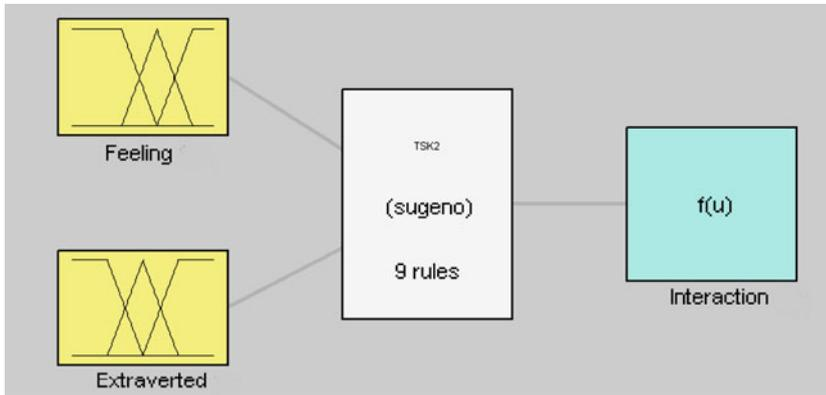 Feeling
Extraverted
TSK2
(sugeno)
9 rules
f(u)
Interaction